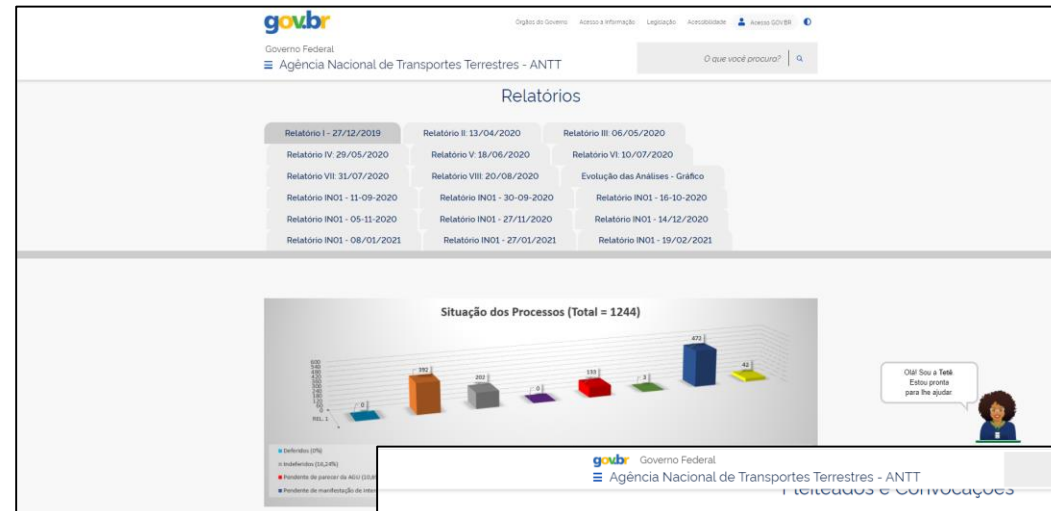 gov.br
Órgãos do Governo Acesso à Informação Legislação Acessibilidade Acesso GOV.BR
Governo Federal
Agência Nacional de Transportes Terrestres - ANTT
O que você procura?
Relatórios
Relatório I - 27/12/2019 Relatório II: 13/04/2020 Relatório III: 06/05/2020
Relatório IV: 29/05/2020 Relatório V: 18/06/2020 Relatório VI: 10/07/2020
Relatório VII: 31/07/2020 Relatório VIII: 20/08/2020 Evolução das Análises - Gráfico
Relatório IN01 - 11-09-2020 Relatório IN01 - 30-09-2020 Relatório IN01 - 16-10-2020
Relatório IN01 - 05-11-2020 Relatório IN01 - 27/11/2020 Relatório IN01 - 14/12/2020
Relatório IN01 - 08/01/2021 Relatório IN01 - 27/01/2021 Relatório IN01 - 19/02/2021
Situação dos Processos (Total = 1244)
0 392 202 0 133 3 472 42
REL. 1
Olá! Sou a Tetê.
Estou pronta
para lhe ajudar.
Deferidos (0%)
Indeferidos (16,24%)
Pendente de parecer da AGU
Pendente de manifestação de
gov.br Governo Federal
Agência Nacional de Transportes Terrestres - ANTT
Pleiteados e Convocações